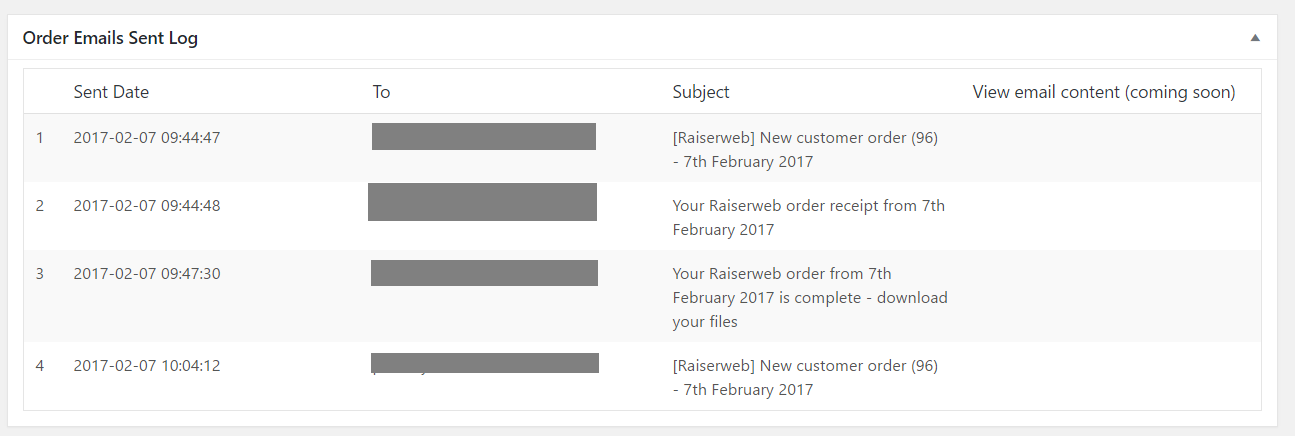 Order Emails Sent Log
Sent Date To Subject View email content (coming soon)
1 2017-02-07 09:44:47 [Raiserweb] New customer order (96)
- 7th February 2017
2 2017-02-07 09:44:48 Your Raiserweb order receipt from 7th
February 2017
3 2017-02-07 09:47:30 Your Raiserweb order from 7th
February 2017 is complete - download
your files
4 2017-02-07 10:04:12 [Raiserweb] New customer order (96)
- 7th February 2017